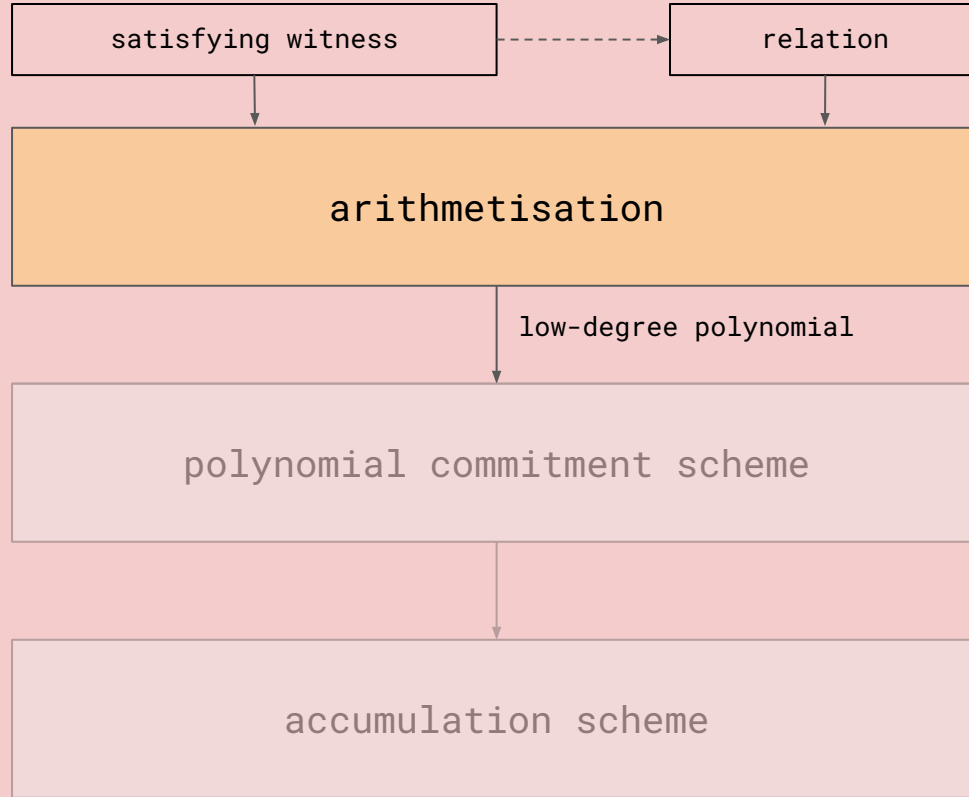 satisfying witness
relation
arithmetisation
low-degree polynomial
polynomial commitment scheme
accumulation scheme